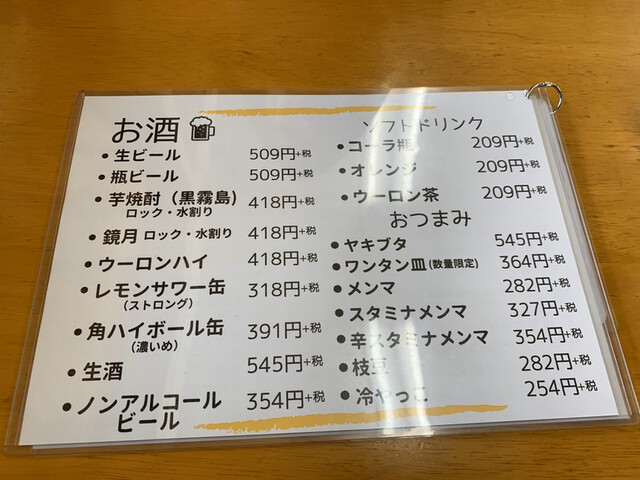 お酒
・生ビール 509円+税
・瓶ビール 509円+税
・芋焼酎（黒霧島） 418円+税
ロック・水割り
・鏡月 ロック・水割り 418円+税
・ウーロンハイ 418円+税
・レモンサワー缶 318円+税
（ストロング）
・角ハイボール缶 391円+税
（濃いめ）
・生酒 545円+税
・ノンアルコール 354円+税
ビール
ソフトドリンク
・コーラ瓶 209円+税
・オレンジ 209円+税
・ウーロン茶 209円+税
おつまみ
・ヤキブタ 545円+税
・ワンタン皿(数量限定) 364円+税
・メンマ 282円+税
・スタミナメンマ 327円+税
・辛スタミナメンマ 354円+税
・枝豆 282円+税
・冷やっこ 254円+税